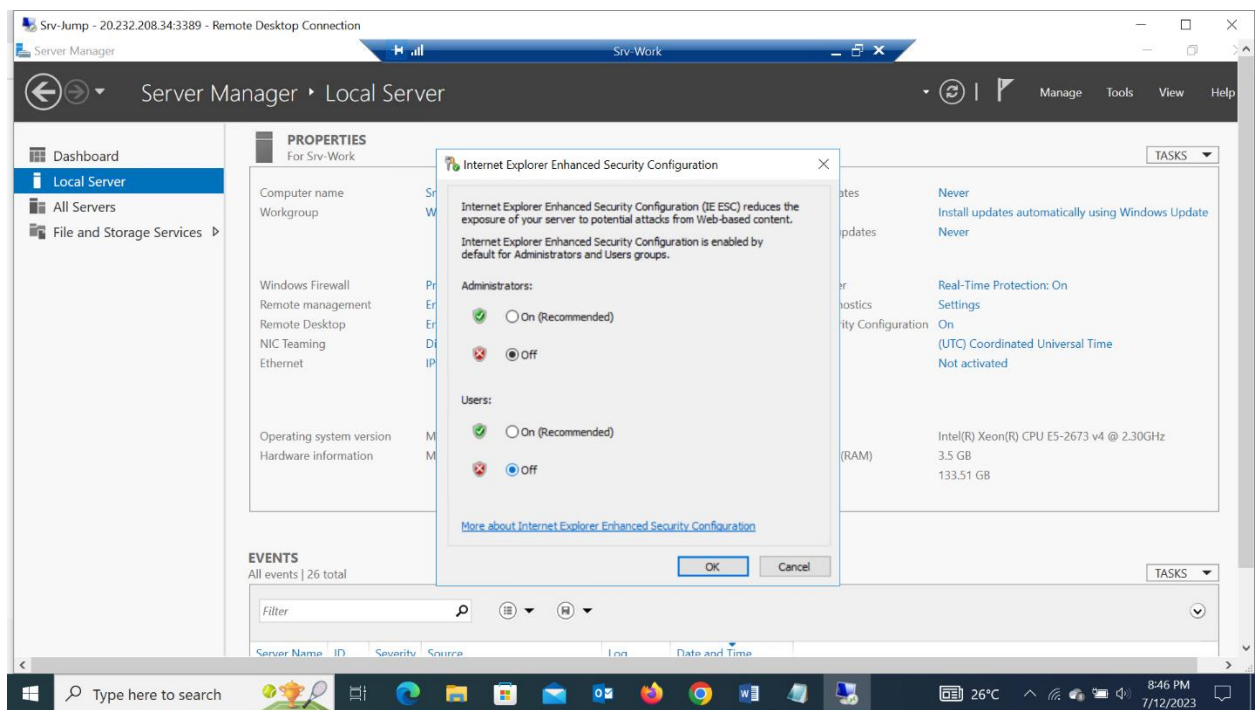 Srv-Jump - 20.232.208.34:3389 - Remote Desktop Connection
Server Manager
Srv-Work
Server Manager • Local Server
Manage Tools View Help
Dashboard
Local Server
All Servers
File and Storage Services
PROPERTIES
For Srv-Work
TASKS
Computer name
Workgroup
Windows Firewall
Remote management
Remote Desktop
NIC Teaming
Ethernet
Operating system version
Hardware information
Internet Explorer Enhanced Security Configuration
Internet Explorer Enhanced Security Configuration (IE ESC) reduces the
exposure of your server to potential attacks from Web-based content.
Internet Explorer Enhanced Security Configuration is enabled by
default for Administrators and Users groups.
Administrators:
On (Recommended)
Off
Users:
On (Recommended)
Off
More about Internet Explorer Enhanced Security Configuration
OK Cancel
Never
Install updates automatically using Windows Update
Never
Real-Time Protection: On
Settings
Configuration On
(UTC) Coordinated Universal Time
Not activated
Intel(R) Xeon(R) CPU E5-2673 v4 @ 2.30GHz
(RAM) 3.5 GB
133.51 GB
EVENTS
All events | 26 total
TASKS
Filter
Server Name ID Severity Source Log Date and Time
Type here to search
26°C
8:46 PM
7/12/2023